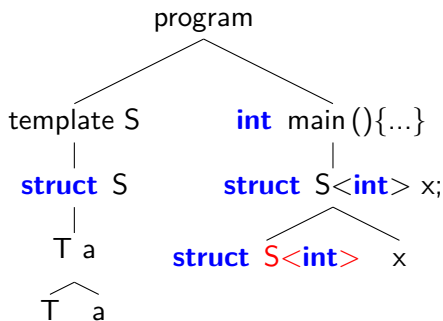 program
template S int main(){...}
struct S struct S<int> x;
T a struct S<int> x
T a